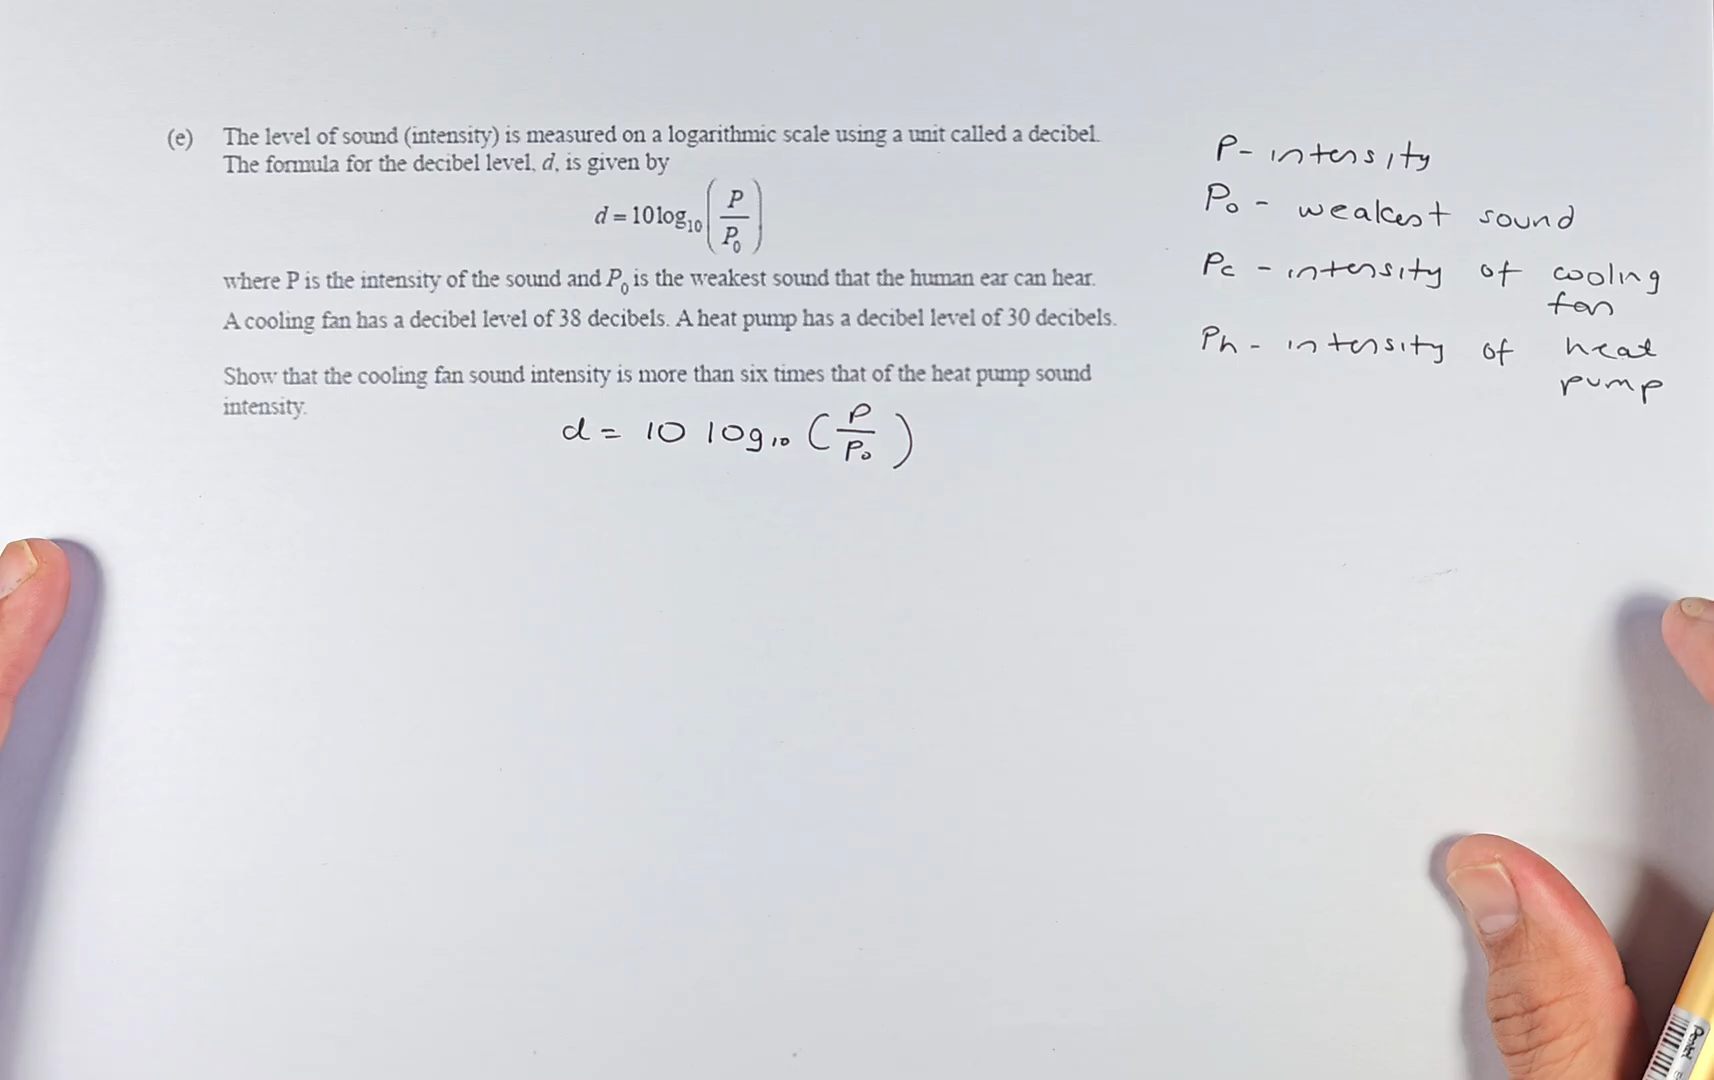 (e) The level of sound (intensity) is measured on a logarithmic scale using a unit called a decibel.
The formula for the decibel level, d, is given by
d = 10log₁₀(P/P₀)
where P is the intensity of the sound and P₀ is the weakest sound that the human ear can hear.
A cooling fan has a decibel level of 38 decibels. A heat pump has a decibel level of 30 decibels.
Show that the cooling fan sound intensity is more than six times that of the heat pump sound
intensity.
d = 10 log₁₀ (P/P₀)
P - intensity
P₀ - weakest sound
Pc - intensity of cooling
fan
Ph - intensity of heat
pump
Pentel